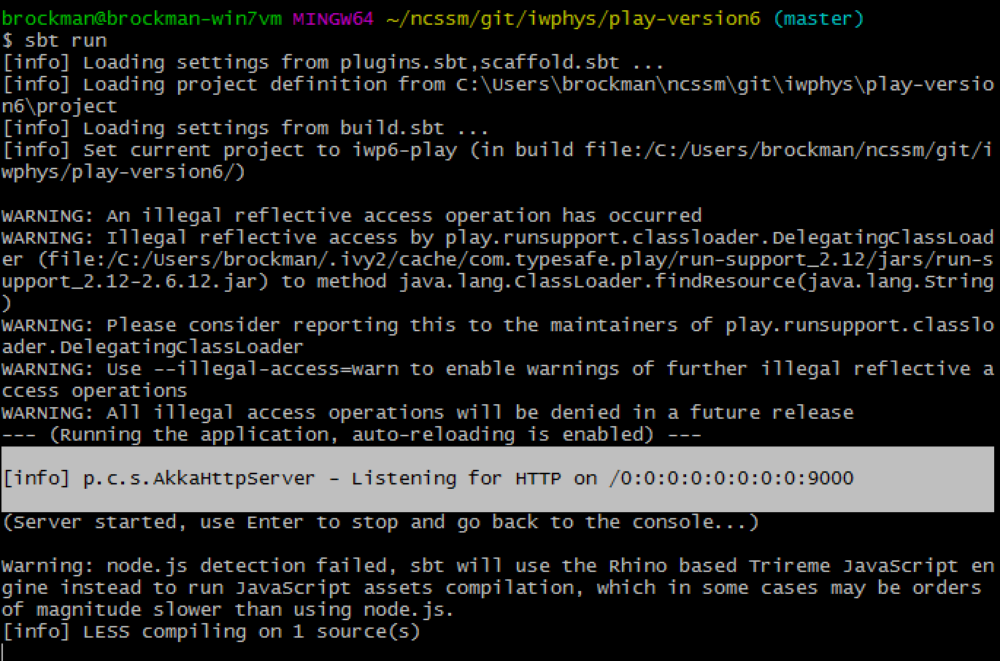 brockman@brockman-win7vm MINGW64 ~/ncssm/git/iwphys/play-version6 (master)
$ sbt run
[info] Loading settings from plugins.sbt,scaffold.sbt ...
[info] Loading project definition from C:\Users\brockman\ncssm\git\iwphys\play-versio
n6\project
[info] Loading settings from build.sbt ...
[info] Set current project to iwp6-play (in build file:/C:/Users/brockman/ncssm/git/i
wphys/play-version6/)
WARNING: An illegal reflective access operation has occurred
WARNING: Illegal reflective access by play.runsupport.classloader.DelegatingClassLoad
er (file:/C:/Users/brockman/.ivy2/cache/com.typesafe.play/run-support_2.12/jars/run-s
upport_2.12-2.6.12.jar) to method java.lang.ClassLoader.findResource(java.lang.String
)
WARNING: Please consider reporting this to the maintainers of play.runsupport.classlo
ader.DelegatingClassLoader
WARNING: Use --illegal-access=warn to enable warnings of further illegal reflective a
ccess operations
WARNING: All illegal access operations will be denied in a future release
--- (Running the application, auto-reloading is enabled) ---
[info] p.c.s.AkkaHttpServer - Listening for HTTP on /0:0:0:0:0:0:0:0:9000
(Server started, use Enter to stop and go back to the console...)
Warning: node.js detection failed, sbt will use the Rhino based Trireme JavaScript en
gine instead to run JavaScript assets compilation, which in some cases may be orders
of magnitude slower than using node.js.
[info] LESS compiling on 1 source(s)